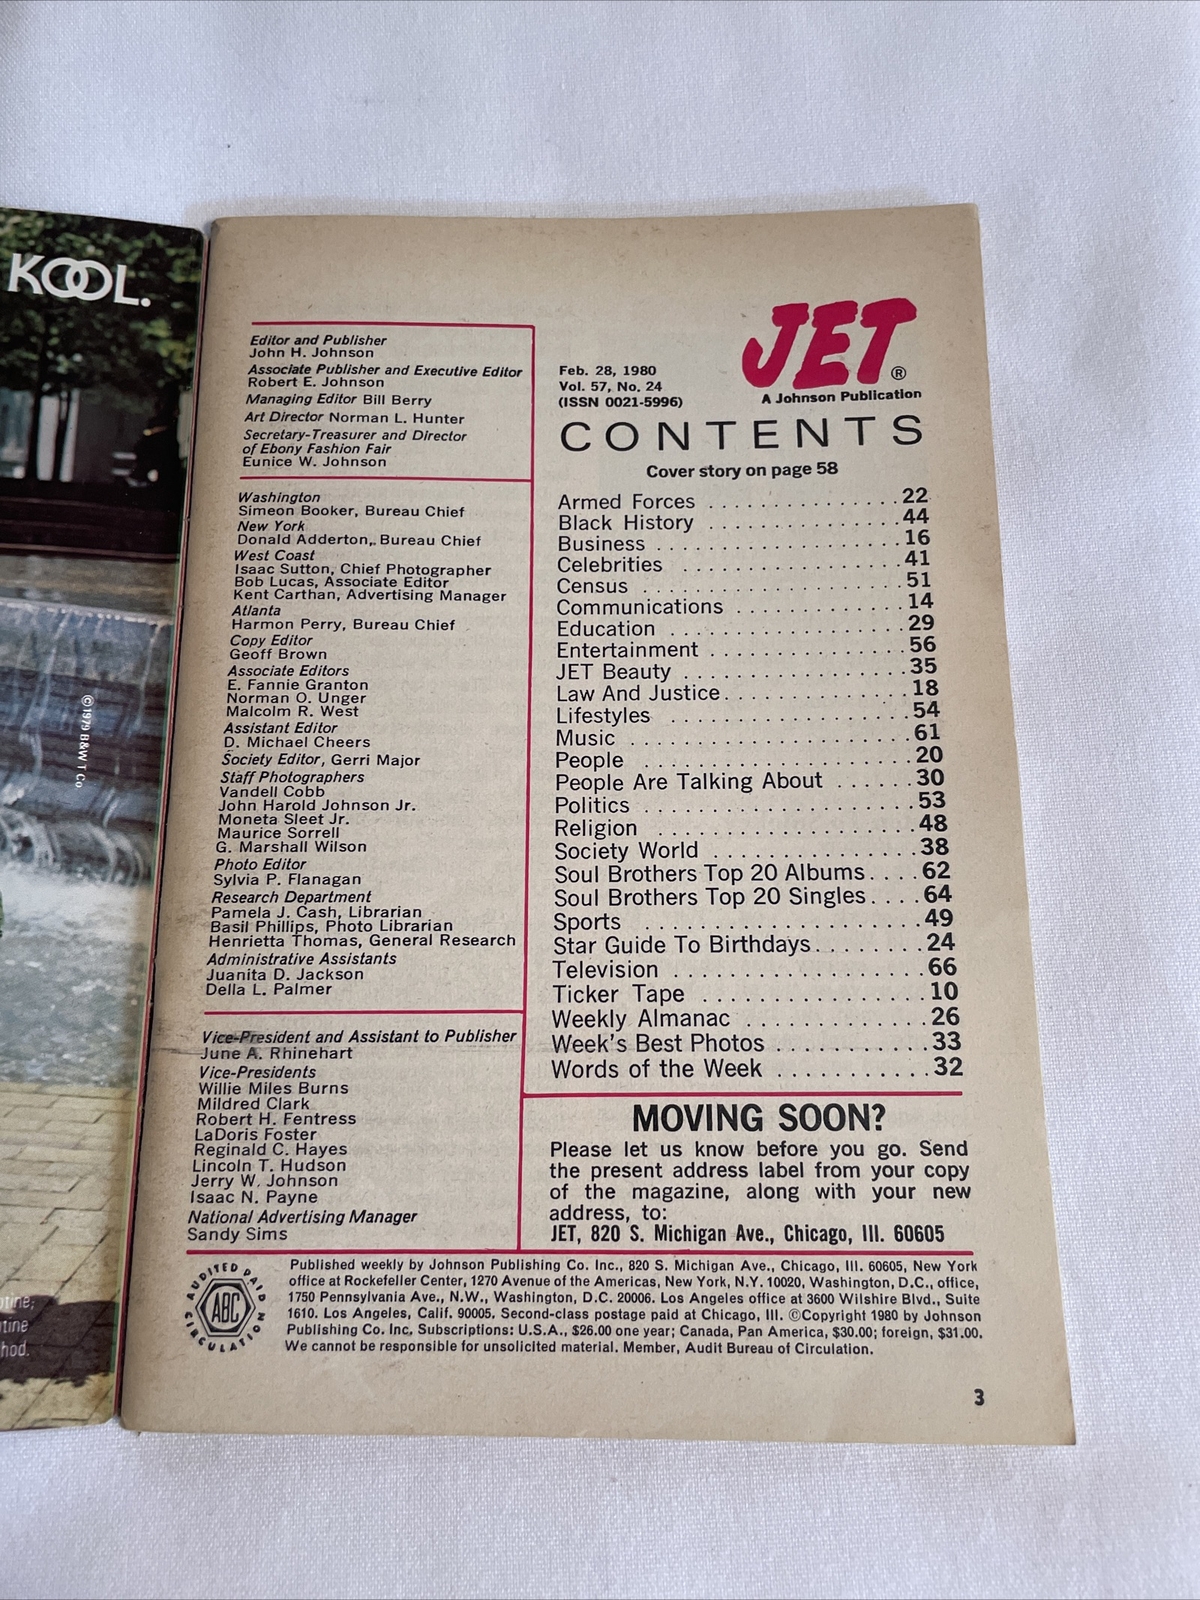 KOOL.
©1979 B&W T Co
Editor and Publisher
John H. Johnson
Associate Publisher and Executive Editor
Robert E. Johnson
Managing Editor Bill Berry
Art Director Norman L. Hunter
Secretary-Treasurer and Director
of Ebony Fashion Fair
Eunice W. Johnson
Washington
Simeon Booker, Bureau Chief
New York
Donald Adderton,. Bureau Chief
West Coast
Isaac Sutton, Chief Photographer
Bob Lucas, Associate Editor
Kent Carthan, Advertising Manager
Atlanta
Harmon Perry, Bureau Chief
Copy Editor
Geoff Brown
Associate Editors
E. Fannie Granton
Norman O. Unger
Malcolm R. West
Assistant Editor
D. Michael Cheers
Society Editor, Gerri Major
Staff Photographers
Vandell Cobb
John Harold Johnson Jr.
Moneta Sleet Jr.
Maurice Sorrell
G. Marshall Wilson
Photo Editor
Sylvia P. Flanagan
Research Department
Pamela J. Cash, Librarian
Basil Phillips, Photo Librarian
Henrietta Thomas, General Research
Administrative Assistants
Juanita D. Jackson
Della L. Palmer
Vice-President and Assistant to Publisher
June A. Rhinehart
Vice-Presidents
Willie Miles Burns
Mildred Clark
Robert H. Fentress
LaDoris Foster
Reginald C. Hayes
Lincoln T. Hudson
Jerry W. Johnson
Isaac N. Payne
National Advertising Manager
Sandy Sims
JET®
A Johnson Publication
Feb. 28, 1980
Vol. 57, No. 24
(ISSN 0021-5996)
CONTENTS
Cover story on page 58
Armed Forces . . . . . . . . . . . 22
Black History . . . . . . . . . . . 44
Business . . . . . . . . . . . . . . 16
Celebrities . . . . . . . . . . . . 41
Census . . . . . . . . . . . . . . . 51
Communications . . . . . . . . . 14
Education . . . . . . . . . . . . . 29
Entertainment . . . . . . . . . . . 56
JET Beauty . . . . . . . . . . . . 35
Law And Justice . . . . . . . . . . 18
Lifestyles . . . . . . . . . . . . . 54
Music . . . . . . . . . . . . . . . 61
People . . . . . . . . . . . . . . . 20
People Are Talking About . . . . . . 30
Politics . . . . . . . . . . . . . . 53
Religion . . . . . . . . . . . . . . 48
Society World . . . . . . . . . . . 38
Soul Brothers Top 20 Albums . . . . 62
Soul Brothers Top 20 Singles . . . . 64
Sports . . . . . . . . . . . . . . . 49
Star Guide To Birthdays . . . . . . 24
Television . . . . . . . . . . . . . 66
Ticker Tape . . . . . . . . . . . . 10
Weekly Almanac . . . . . . . . . . 26
Week's Best Photos . . . . . . . . 33
Words of the Week . . . . . . . . . 32
MOVING SOON?
Please let us know before you go. Send
the present address label from your copy
of the magazine, along with your new
address, to:
JET, 820 S. Michigan Ave., Chicago, Ill. 60605
AUDITED PAID CIRCULATION
ABC
Published weekly by Johnson Publishing Co. Inc., 820 S. Michigan Ave., Chicago, Ill. 60605, New York
office at Rockefeller Center, 1270 Avenue of the Americas, New York, N.Y. 10020, Washington, D.C., office,
1750 Pennsylvania Ave., N.W., Washington, D.C. 20006. Los Angeles office at 3600 Wilshire Blvd., Suite
1610. Los Angeles, Calif. 90005. Second-class postage paid at Chicago, Ill. ©Copyright 1980 by Johnson
Publishing Co. Inc. Subscriptions: U.S.A., $26.00 one year; Canada, Pan America, $30.00; foreign, $31.00.
We cannot be responsible for unsolicited material. Member, Audit Bureau of Circulation.
3